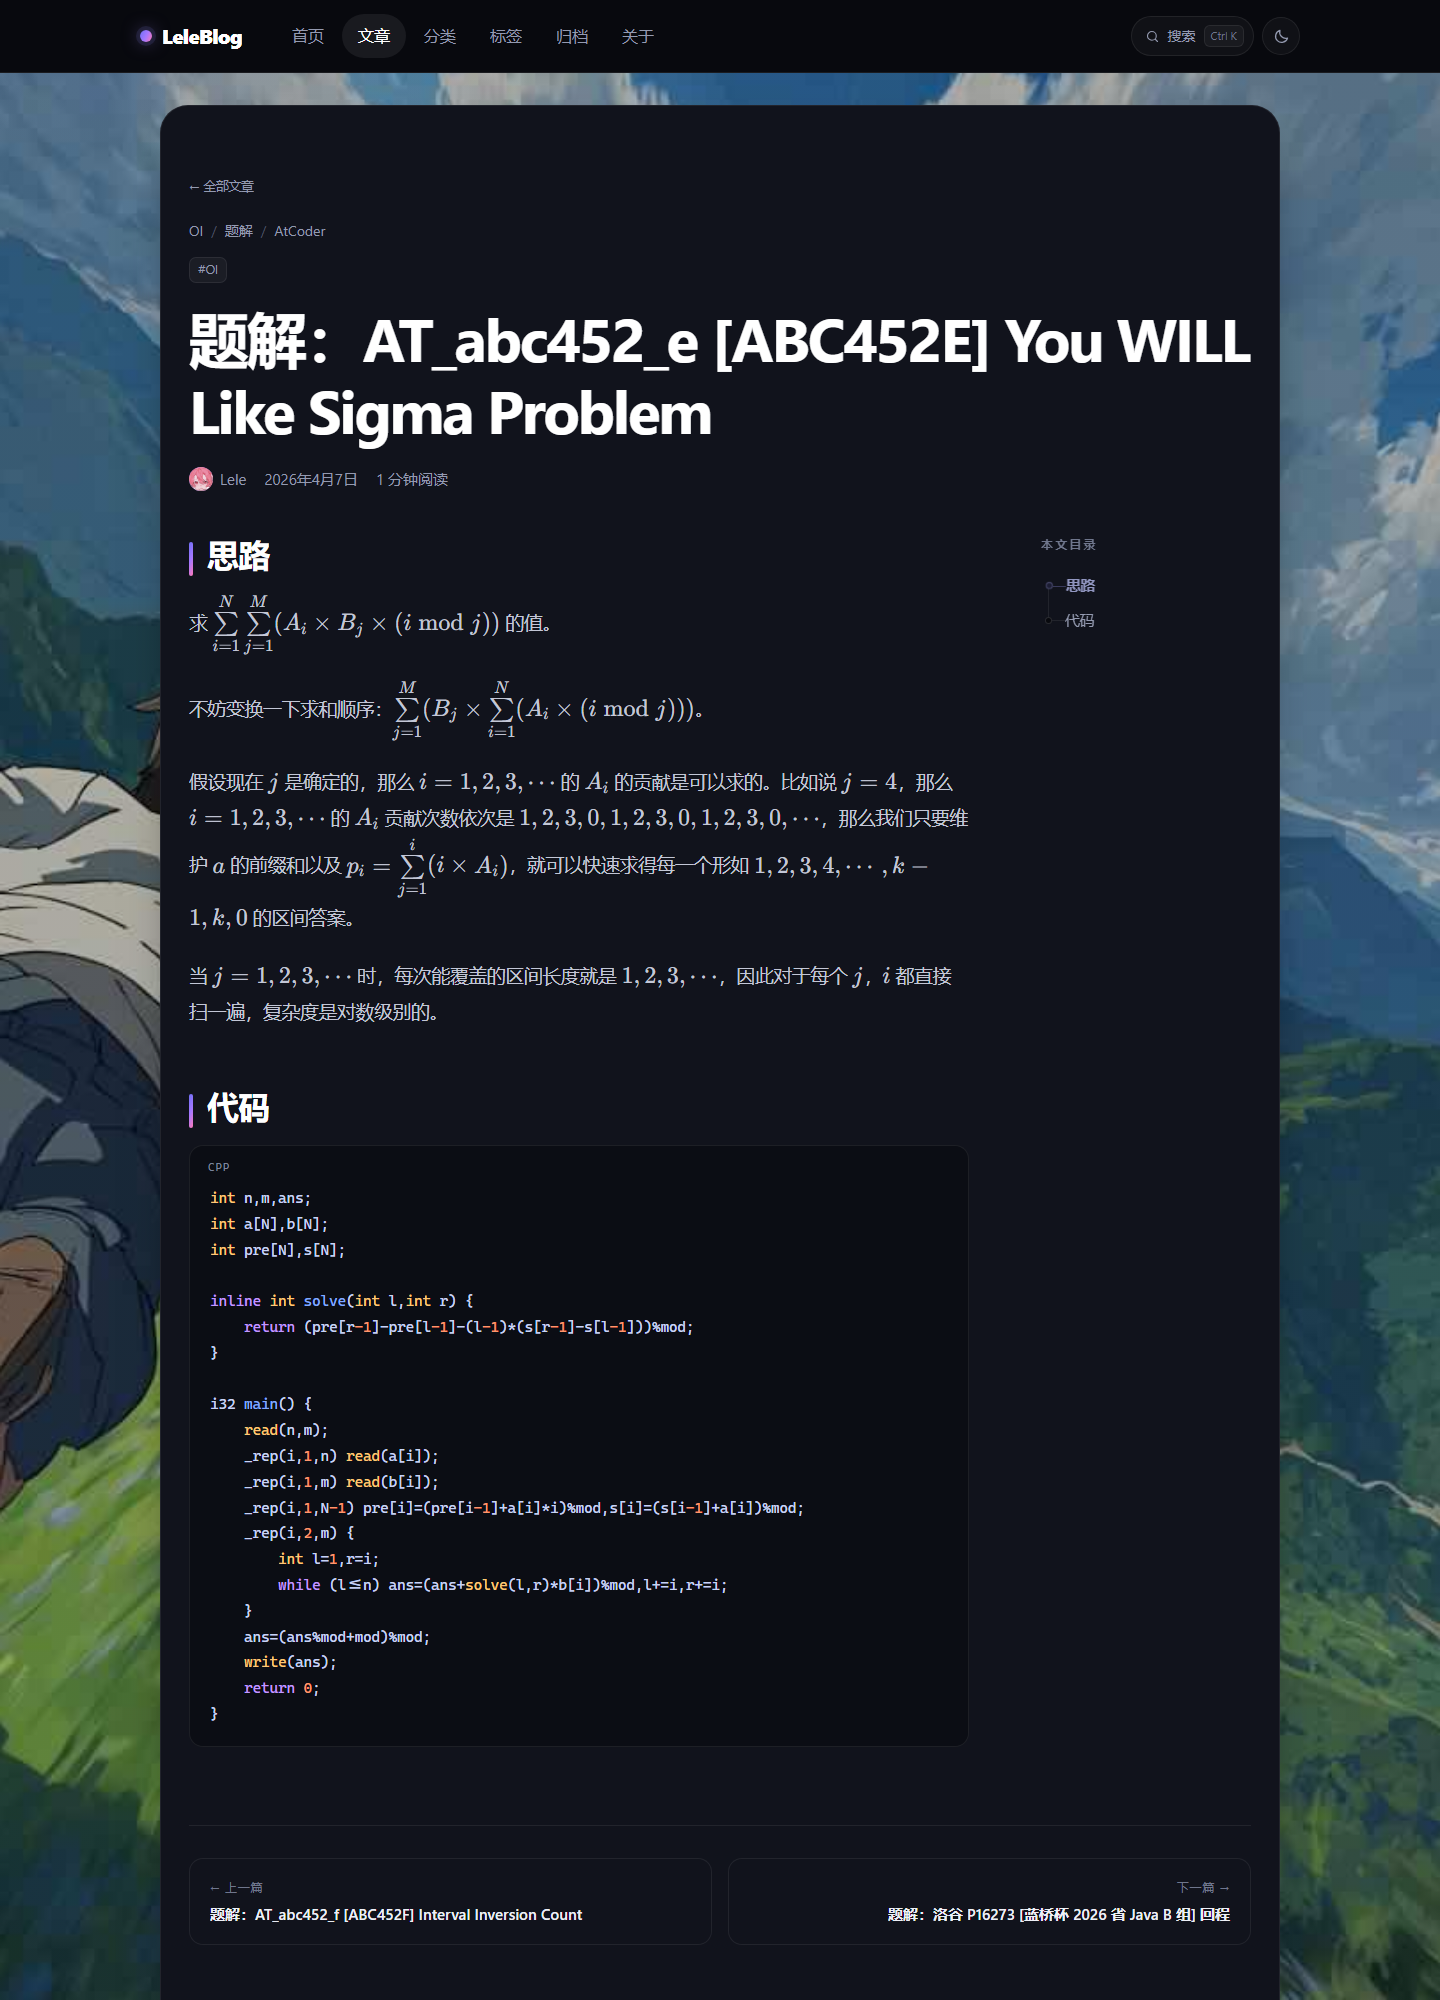 LeleBlog 首页 文章 分类 标签 归档 关于 搜索 Ctrl K
← 全部文章
OI / 题解 / AtCoder
#OI
题解：AT_abc452_e [ABC452E] You WILL
Like Sigma Problem
Lele 2026年4月7日 1 分钟阅读
思路
本文目录
思路
代码
求 \sum_{i=1}^{N}\sum_{j=1}^{M}(A_i × B_j × (i mod j)) 的值。
不妨变换一下求和顺序：\sum_{j=1}^{M}(B_j × \sum_{i=1}^{N}(A_i × (i mod j)))。
假设现在 j 是确定的，那么 i = 1, 2, 3, ⋯ 的 A_i 的贡献是可以求的。比如说 j = 4，那么
i = 1, 2, 3, ⋯ 的 A_i 贡献次数依次是 1, 2, 3, 0, 1, 2, 3, 0, 1, 2, 3, 0, ⋯，那么我们只要维
护 a 的前缀和以及 p_i = \sum_{j=1}^{i}(i × A_i)，就可以快速求得每一个形如 1, 2, 3, 4, ⋯ , k −
1, k, 0 的区间答案。
当 j = 1, 2, 3, ⋯ 时，每次能覆盖的区间长度就是 1, 2, 3, ⋯，因此对于每个 j，i 都直接
扫一遍，复杂度是对数级别的。
代码
CPP
int n,m,ans;
int a[N],b[N];
int pre[N],s[N];
inline int solve(int l,int r) {
    return (pre[r-1]-pre[l-1]-(l-1)*(s[r-1]-s[l-1]))%mod;
}
i32 main() {
    read(n,m);
    _rep(i,1,n) read(a[i]);
    _rep(i,1,m) read(b[i]);
    _rep(i,1,N-1) pre[i]=(pre[i-1]+a[i]*i)%mod,s[i]=(s[i-1]+a[i])%mod;
    _rep(i,2,m) {
        int l=1,r=i;
        while (l≤n) ans=(ans+solve(l,r)*b[i])%mod,l+=i,r+=i;
    }
    ans=(ans%mod+mod)%mod;
    write(ans);
    return 0;
}
← 上一篇
题解：AT_abc452_f [ABC452F] Interval Inversion Count
下一篇 →
题解：洛谷 P16273 [蓝桥杯 2026 省 Java B 组] 回程